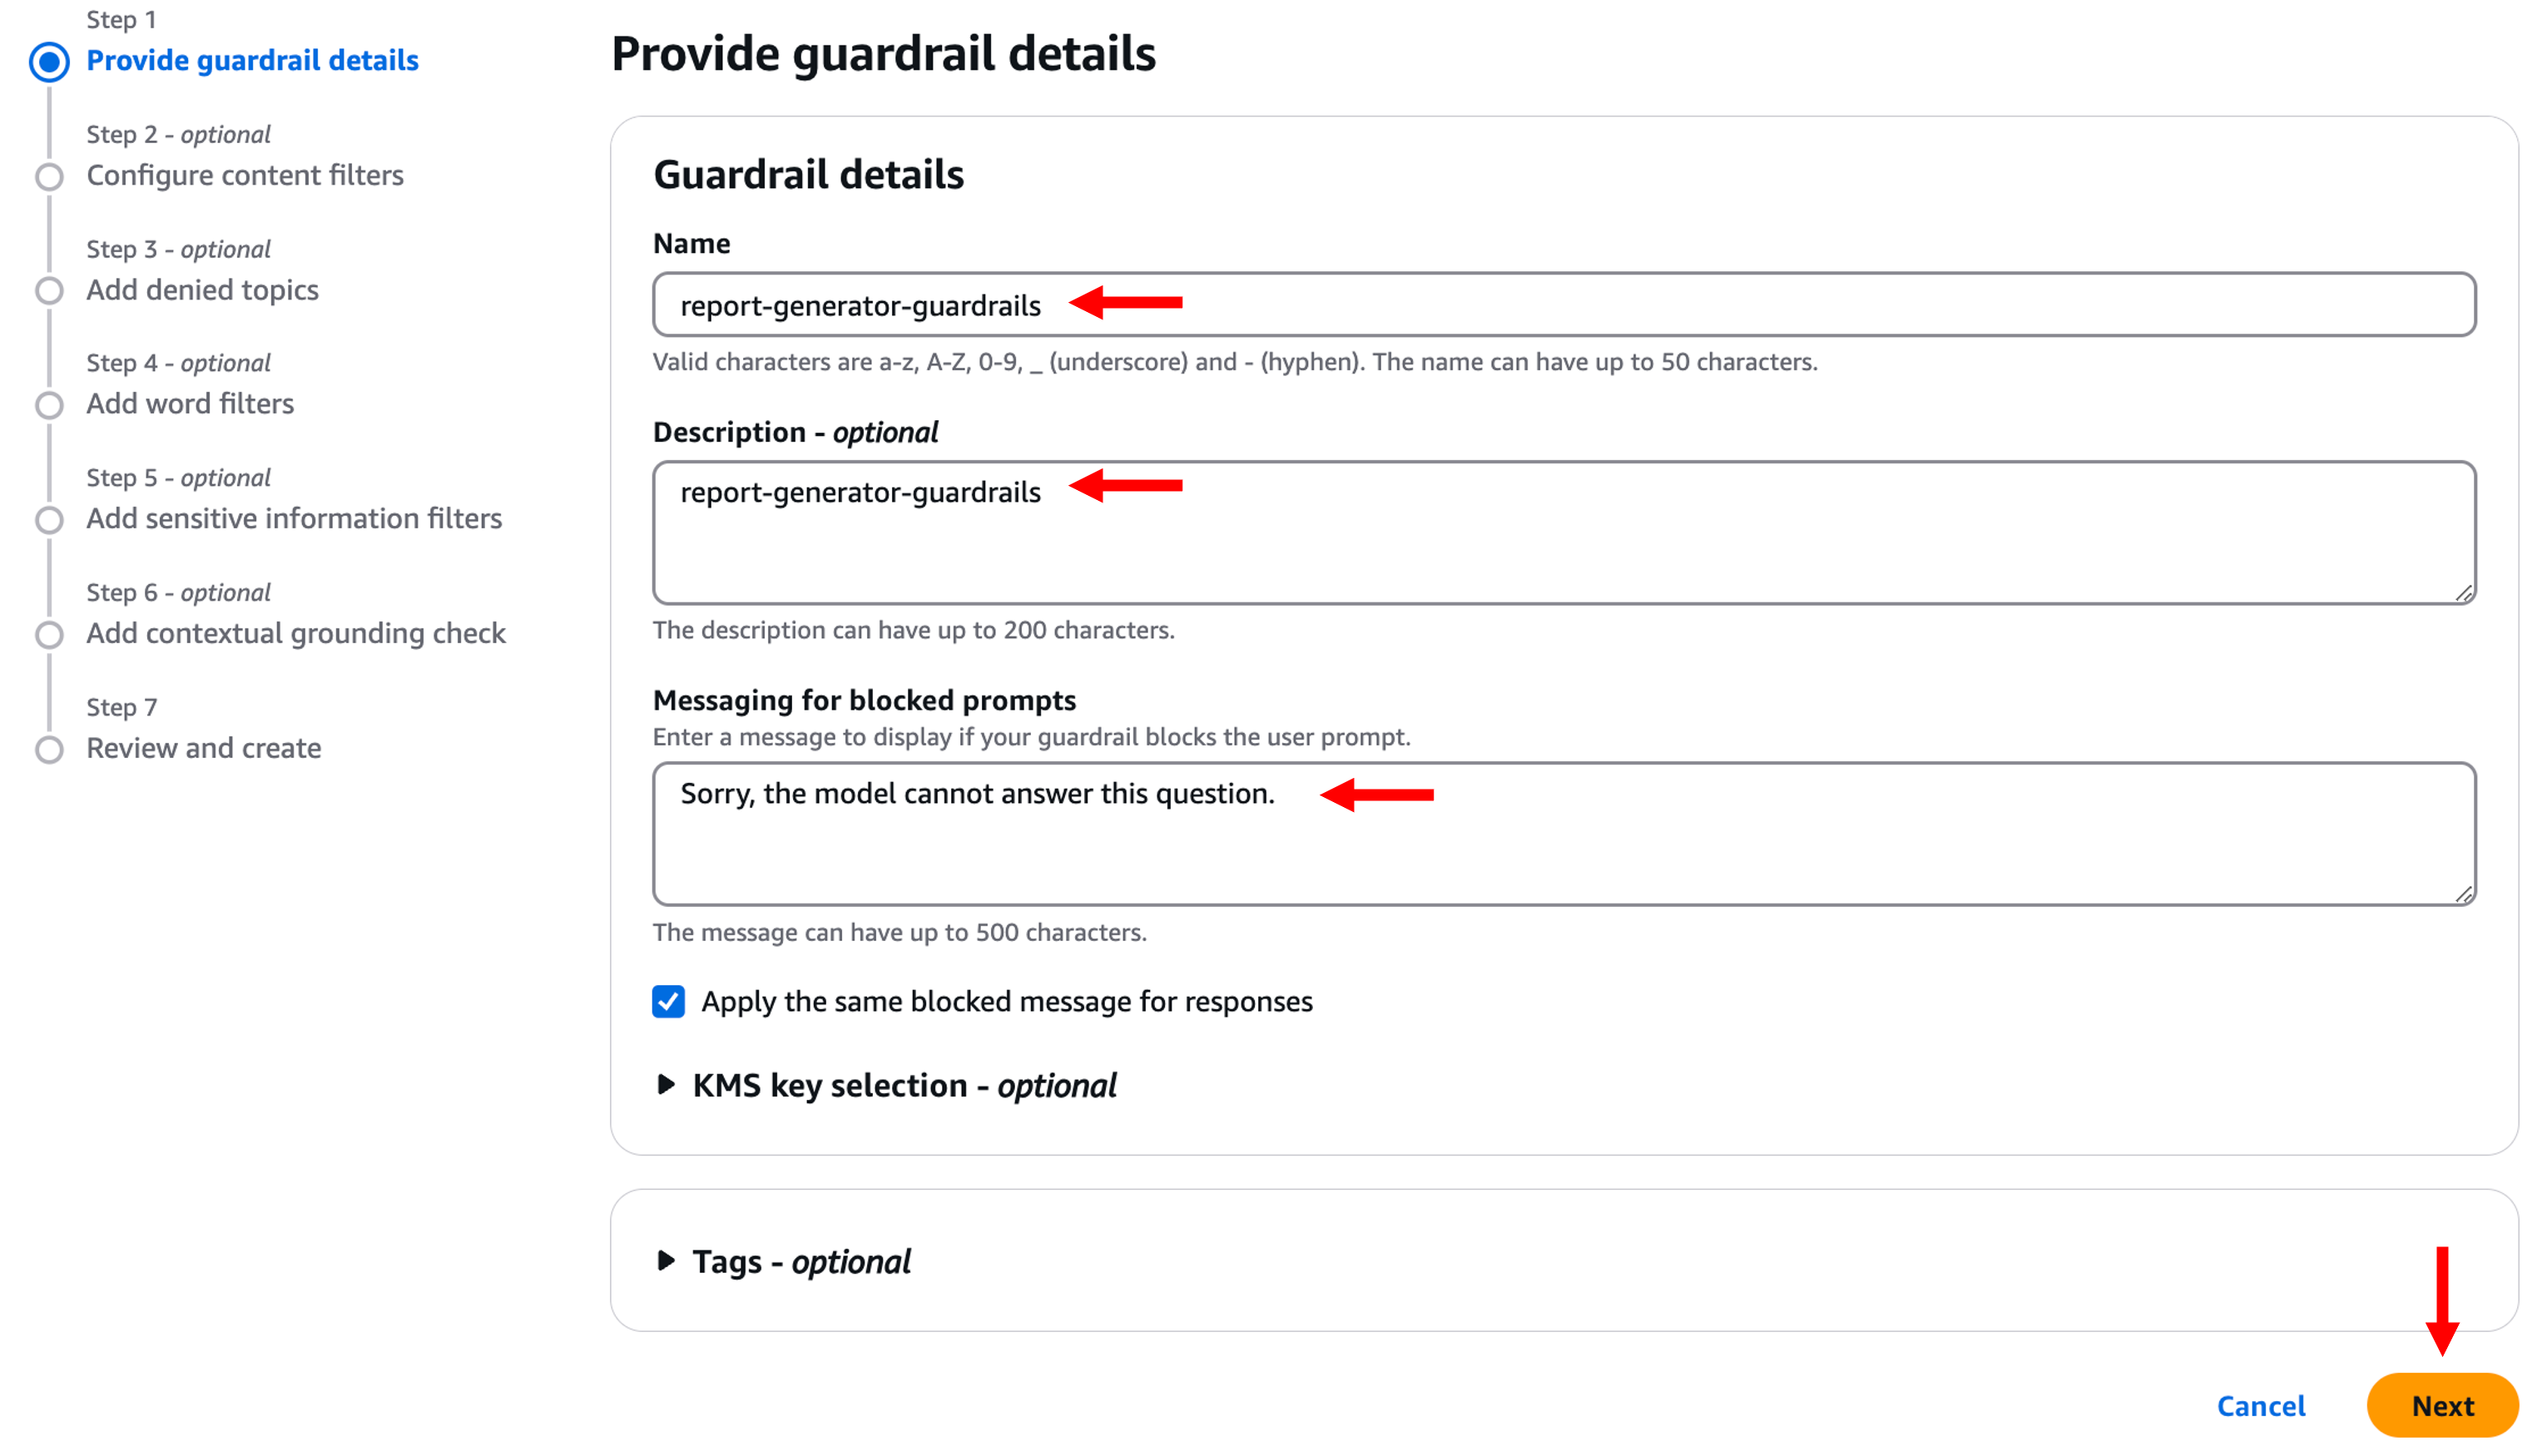 Step 1
Provide guardrail details
Step 2 - optional
Configure content filters
Step 3 - optional
Add denied topics
Step 4 - optional
Add word filters
Step 5 - optional
Add sensitive information filters
Step 6 - optional
Add contextual grounding check
Step 7
Review and create
Provide guardrail details
Guardrail details
Name
report-generator-guardrails
Valid characters are a-z, A-Z, 0-9, _ (underscore) and - (hyphen). The name can have up to 50 characters.
Description - optional
report-generator-guardrails
The description can have up to 200 characters.
Messaging for blocked prompts
Enter a message to display if your guardrail blocks the user prompt.
Sorry, the model cannot answer this question.
The message can have up to 500 characters.
Apply the same blocked message for responses
KMS key selection - optional
Tags - optional
Cancel
Next